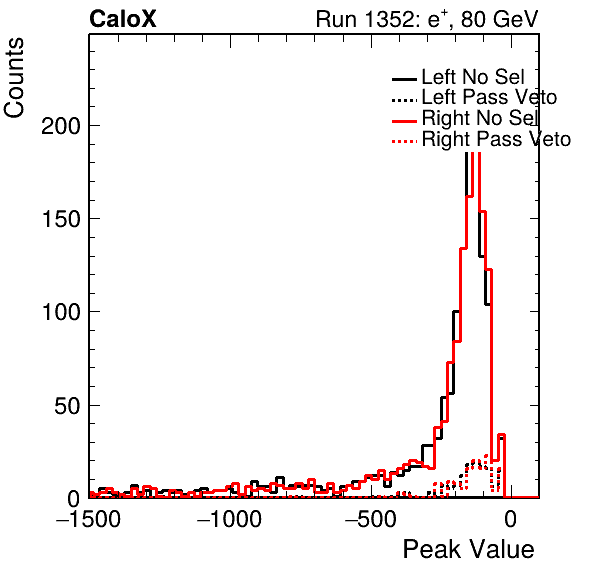 CaloX Run 1352: e+, 80 GeV
Counts
Left No Sel
Left Pass Veto
Right No Sel
Right Pass Veto
200
150
100
50
0
−1500 −1000 −500 0
Peak Value